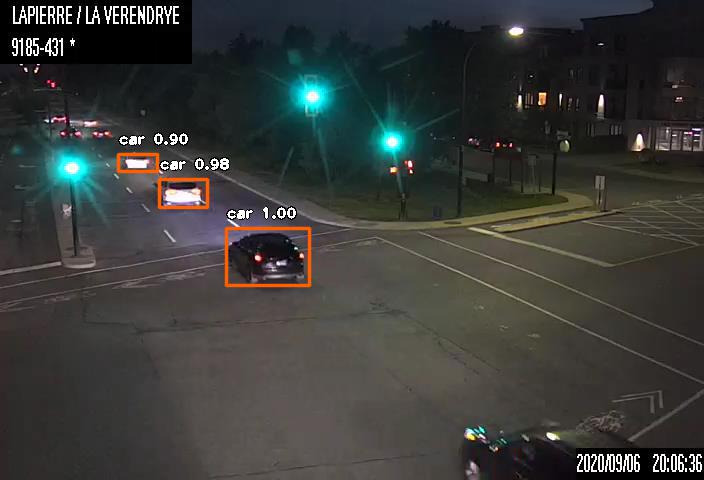 LAPIERRE / LA VERENDRYE
9185-431 *
car 0.90
car 0.98
car 1.00
2020/09/06 20:06:36